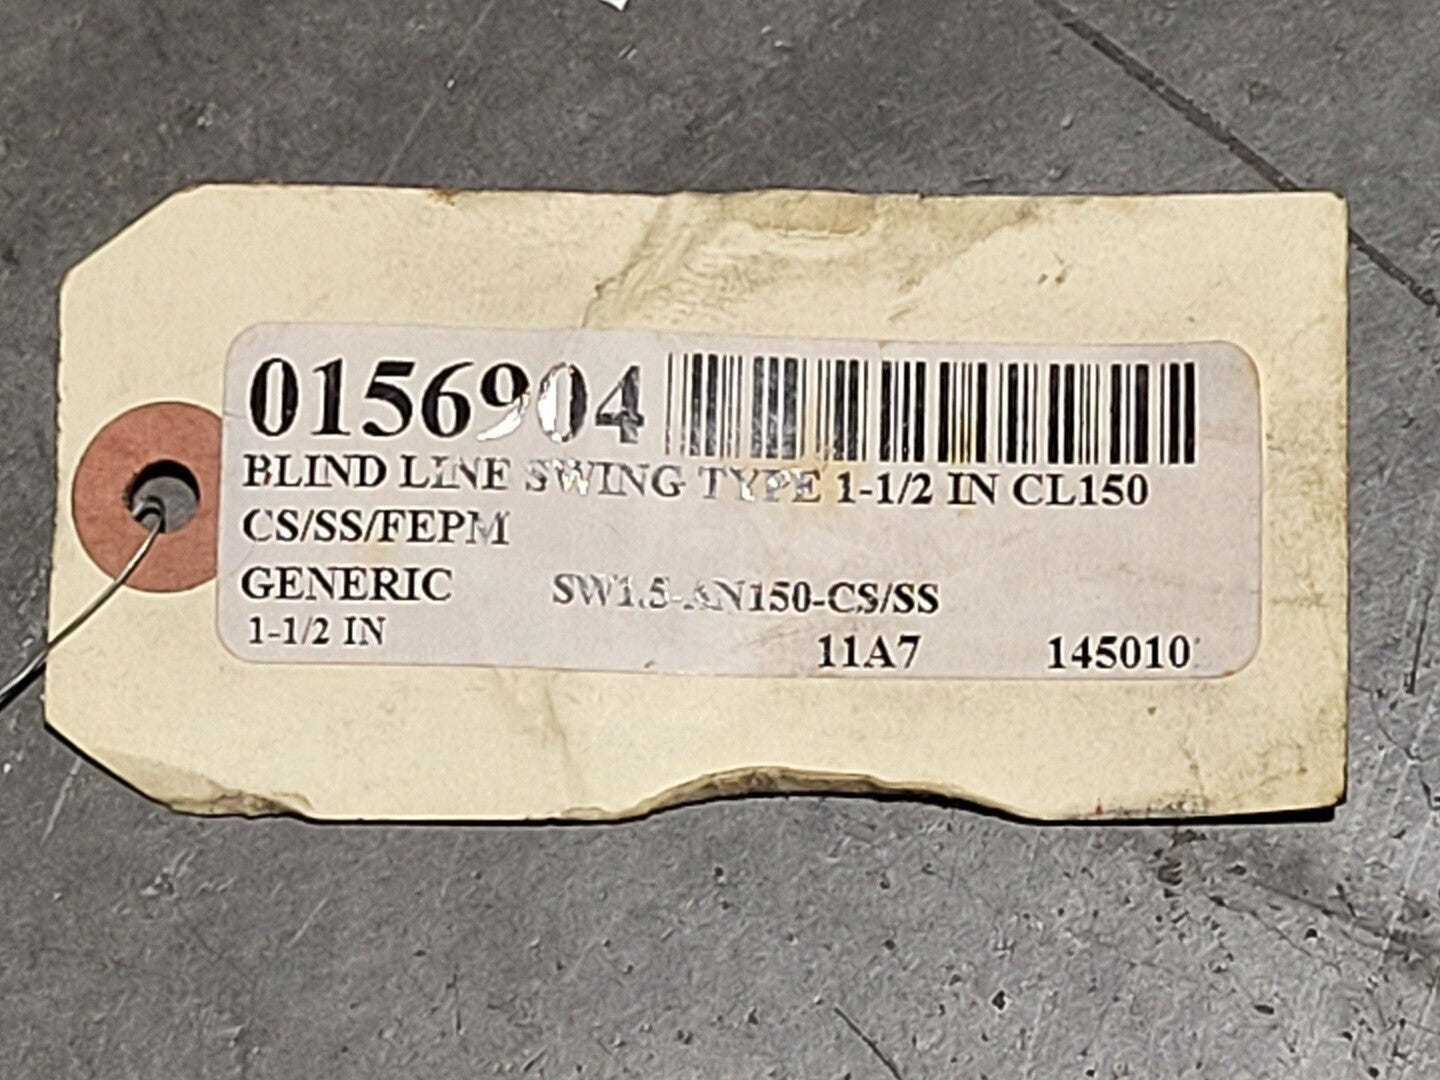 0156904
BLIND LINE SWING TYPE 1-1/2 IN CL150
CS/SS/FEPM
GENERIC SW1.5-AN150-CS/SS
1-1/2 IN 11A7 145010